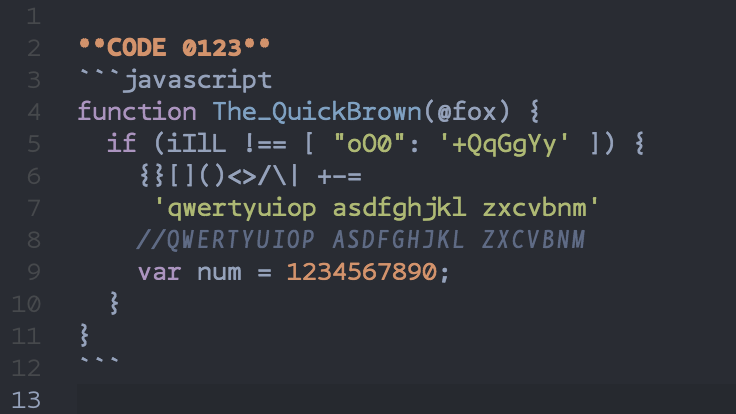 1
2 **CODE 0123**
3 ```javascript
4 function The_QuickBrown(@fox) {
5   if (iIlL !== [ "oO0": '+QqGgYy' ]) {
6     {}[]()<>/\| +-=
7      'qwertyuiop asdfghjkl zxcvbnm'
8     //QWERTYUIOP ASDFGHJKL ZXCVBNM
9     var num = 1234567890;
10   }
11 }
12 ```
13